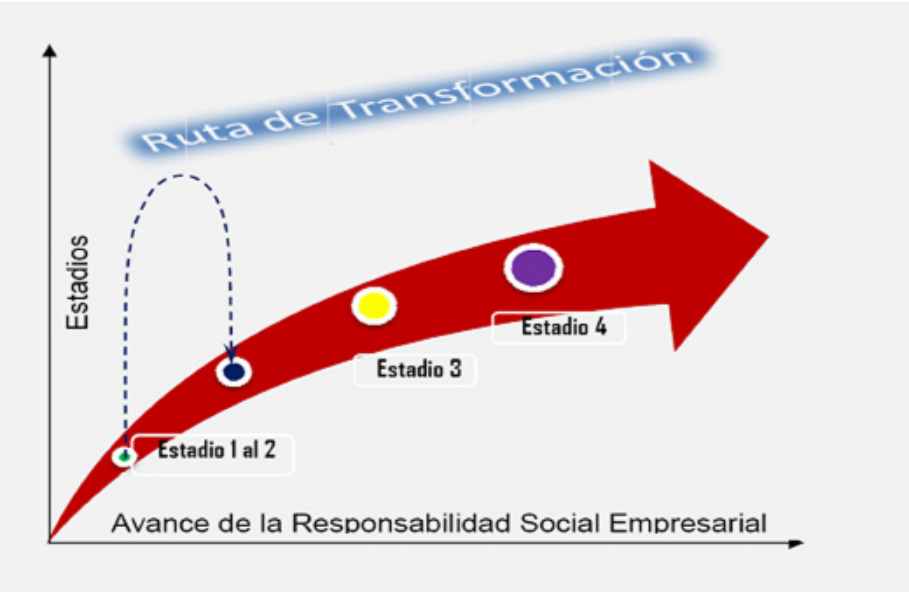 Ruta de Transformación
Estadios
Estadio 4
Estadio 3
Estadio 1 al 2
Avance de la Responsabilidad Social Empresarial